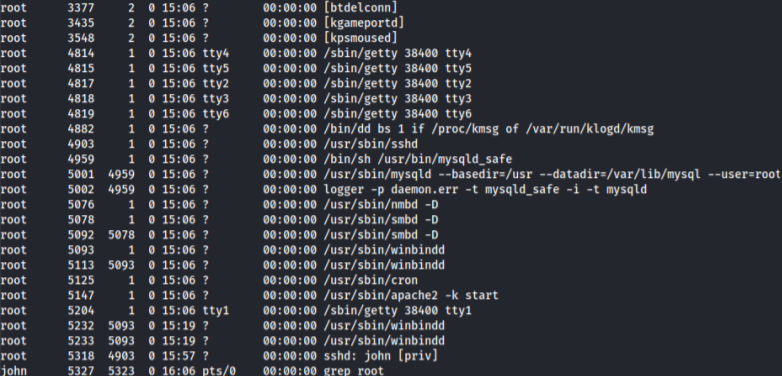 root 3377 2 0 15:06 ? 00:00:00 [btdelconn]
root 3435 2 0 15:06 ? 00:00:00 [kgameportd]
root 3548 2 0 15:06 ? 00:00:00 [kpsmoused]
root 4814 1 0 15:06 tty4 00:00:00 /sbin/getty 38400 tty4
root 4815 1 0 15:06 tty5 00:00:00 /sbin/getty 38400 tty5
root 4817 1 0 15:06 tty2 00:00:00 /sbin/getty 38400 tty2
root 4818 1 0 15:06 tty3 00:00:00 /sbin/getty 38400 tty3
root 4819 1 0 15:06 tty6 00:00:00 /sbin/getty 38400 tty6
root 4882 1 0 15:06 ? 00:00:00 /bin/dd bs 1 if /proc/kmsg of /var/run/klogd/kmsg
root 4903 1 0 15:06 ? 00:00:00 /usr/sbin/sshd
root 4959 1 0 15:06 ? 00:00:00 /bin/sh /usr/bin/mysqld_safe
root 5001 4959 0 15:06 ? 00:00:00 /usr/sbin/mysqld --basedir=/usr --datadir=/var/lib/mysql --user=root
root 5002 4959 0 15:06 ? 00:00:00 logger -p daemon.err -t mysqld_safe -i -t mysqld
root 5076 1 0 15:06 ? 00:00:00 /usr/sbin/nmbd -D
root 5078 1 0 15:06 ? 00:00:00 /usr/sbin/smbd -D
root 5092 5078 0 15:06 ? 00:00:00 /usr/sbin/smbd -D
root 5093 1 0 15:06 ? 00:00:00 /usr/sbin/winbindd
root 5113 5093 0 15:06 ? 00:00:00 /usr/sbin/winbindd
root 5125 1 0 15:06 ? 00:00:00 /usr/sbin/cron
root 5147 1 0 15:06 ? 00:00:00 /usr/sbin/apache2 -k start
root 5204 1 0 15:06 tty1 00:00:00 /sbin/getty 38400 tty1
root 5232 5093 0 15:19 ? 00:00:00 /usr/sbin/winbindd
root 5233 5093 0 15:19 ? 00:00:00 /usr/sbin/winbindd
root 5318 4903 0 15:57 ? 00:00:00 sshd: john [priv]
john 5327 5323 0 16:06 pts/0 00:00:00 grep root